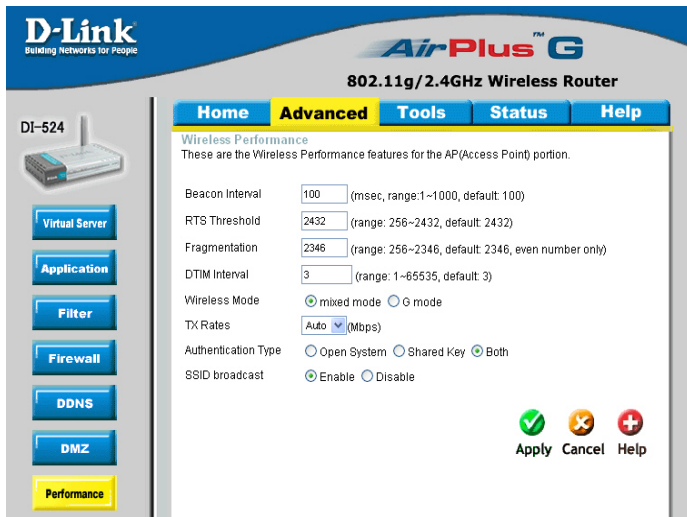 D-Link
Building Networks for People
AirPlus™ G
802.11g/2.4GHz Wireless Router
DI-524
Home Advanced Tools Status Help
Virtual Server
Application
Filter
Firewall
DDNS
DMZ
Performance
Wireless Performance
These are the Wireless Performance features for the AP(Access Point) portion.
Beacon Interval 100 (msec, range:1~1000, default: 100)
RTS Threshold 2432 (range: 256~2432, default: 2432)
Fragmentation 2346 (range: 256~2346, default: 2346, even number only)
DTIM Interval 3 (range: 1~65535, default: 3)
Wireless Mode mixed mode G mode
TX Rates Auto (Mbps)
Authentication Type Open System Shared Key Both
SSID broadcast Enable Disable
Apply Cancel Help